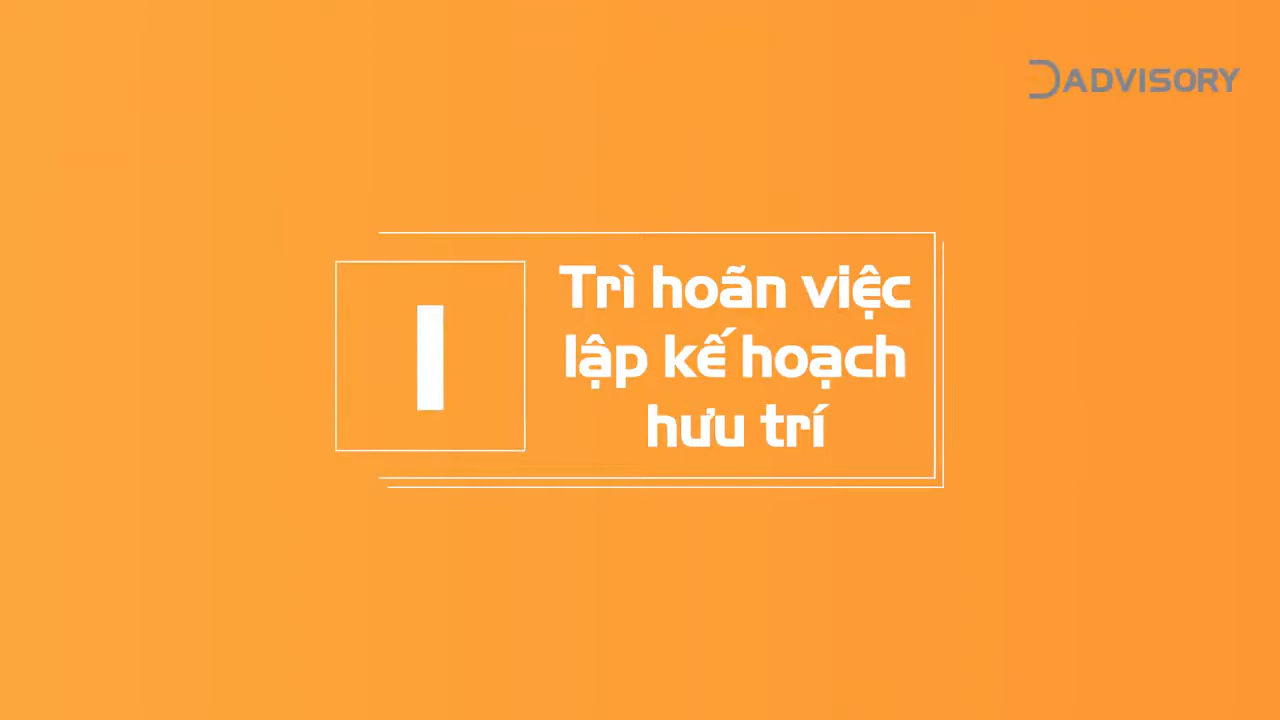 DADVISORY
I
Trì hoãn việc
lập kế hoạch
hưu trí